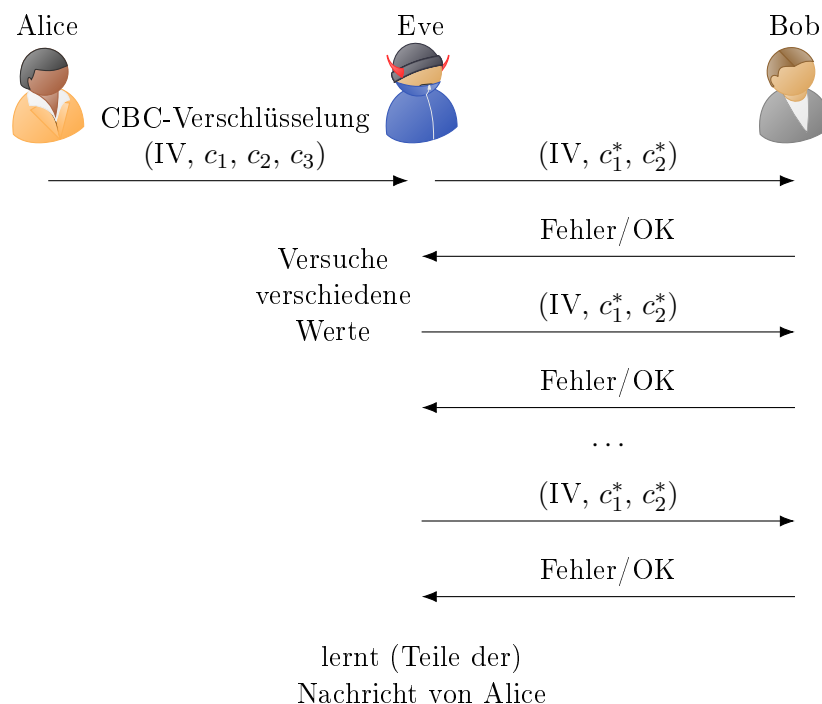 Alice
Eve
Bob
CBC-Verschlüsselung
(IV, c₁, c₂, c₃)
(IV, c₁*, c₂*)
Fehler/OK
Versuche
verschiedene
Werte
(IV, c₁*, c₂*)
Fehler/OK
...
(IV, c₁*, c₂*)
Fehler/OK
lernt (Teile der)
Nachricht von Alice